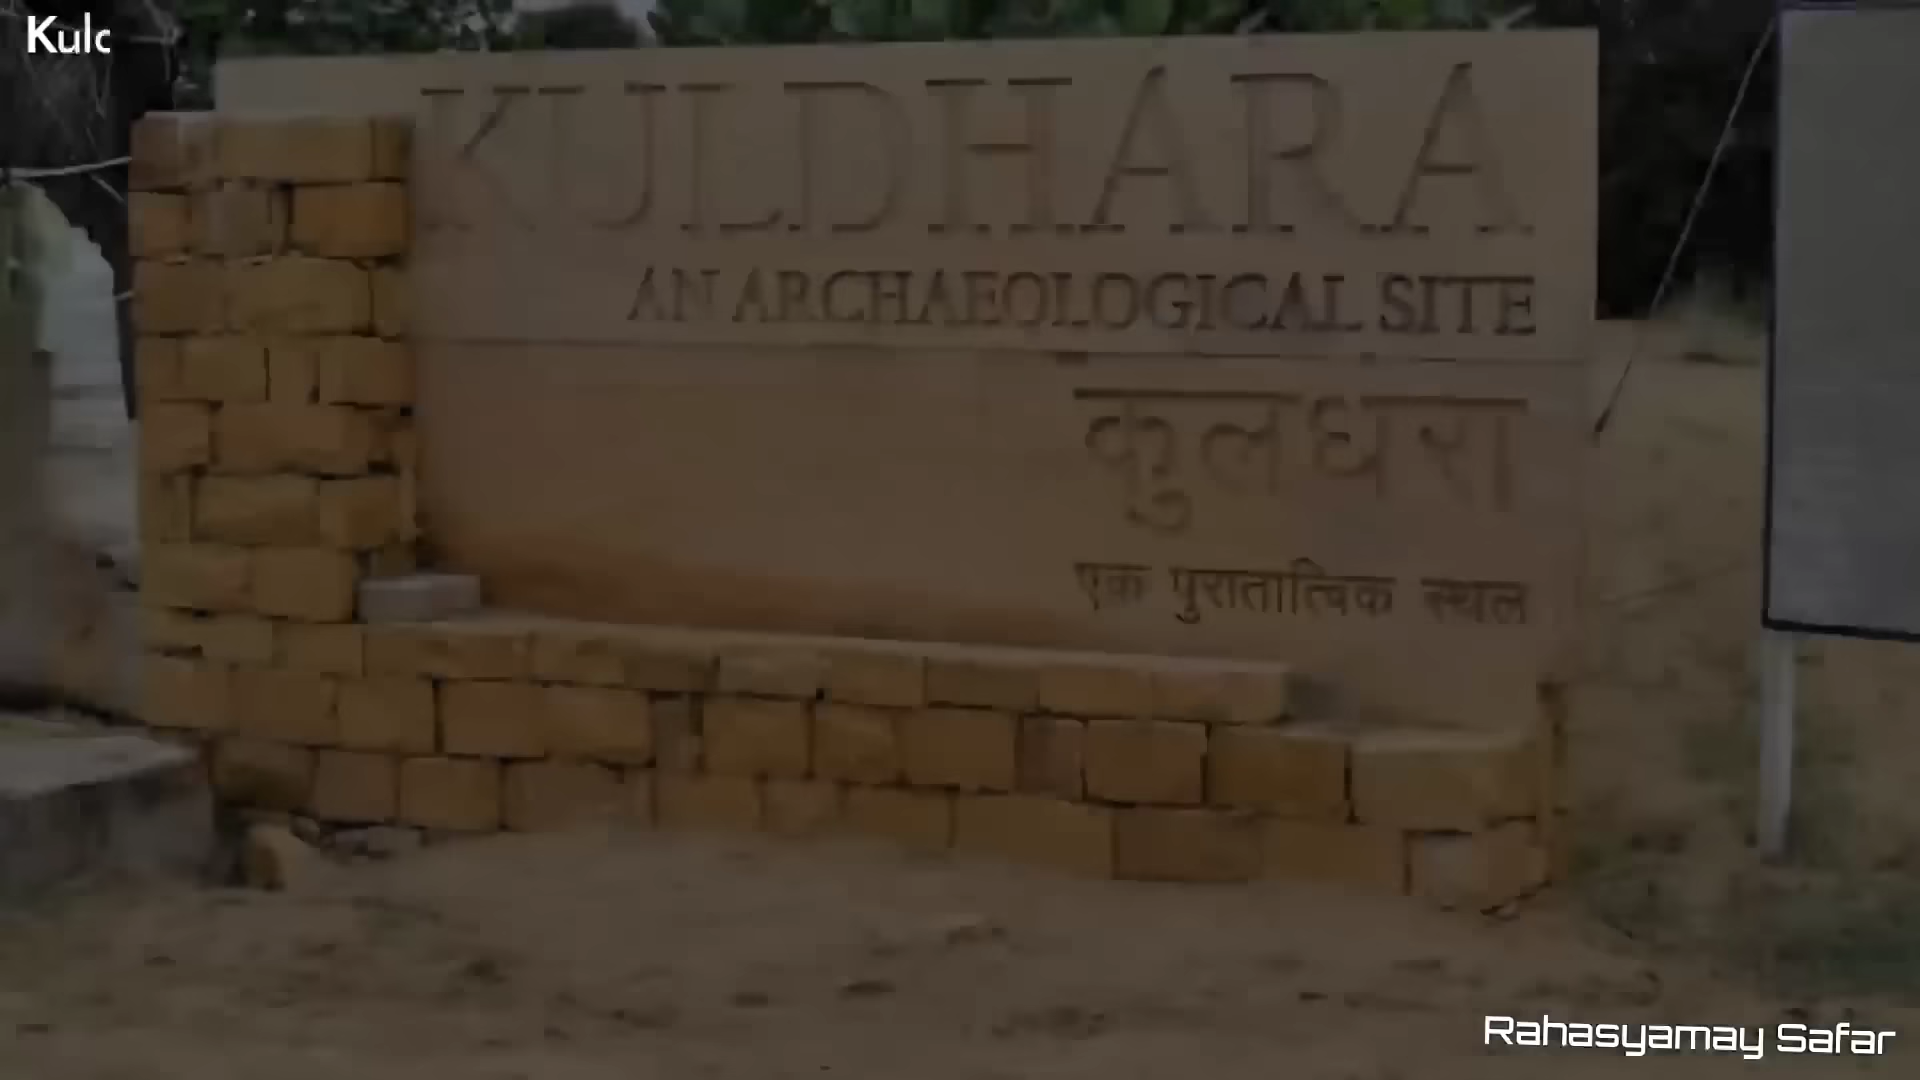 Kulc
KULDHARA
AN ARCHAEOLOGICAL SITE
कुलधरा
एक पुरातात्विक स्थल
Rahasyamay Safar